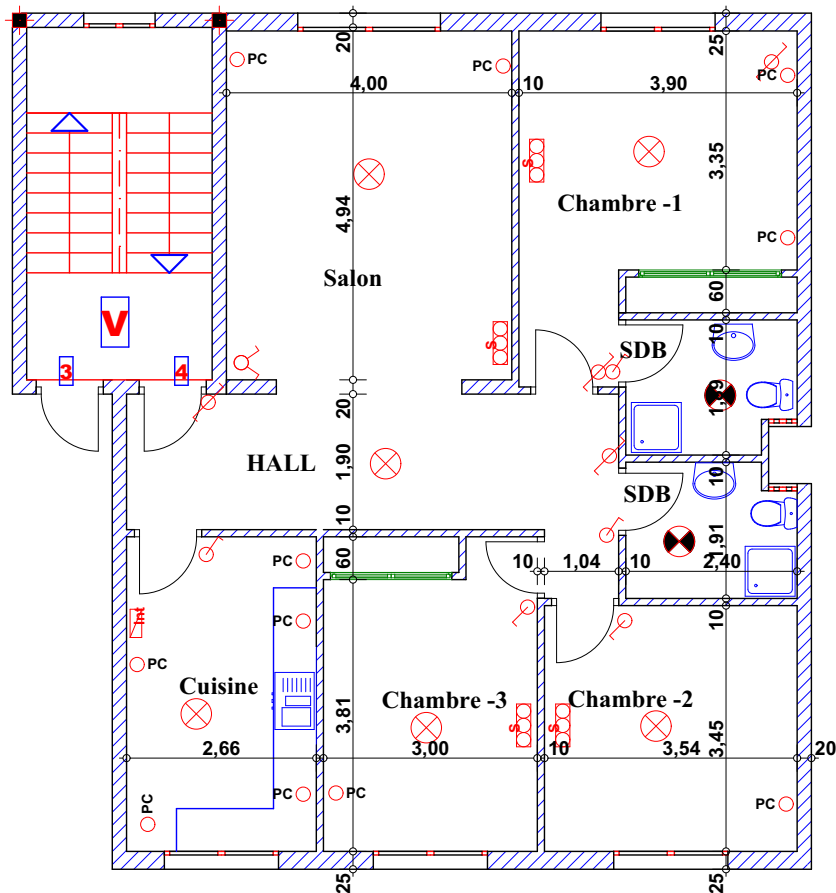 20
25
PC
PC
PC
4,00
10
3,90
4,94
S
3,35
Chambre -1
PC
Salon
60
V
10
S
SDB
3
4
1,39
20
HALL
1,90
10
SDB
10
60
10
1,04
10
1,91
2,40
PC
Int
PC
10
PC
Cuisine
Chambre -3
Chambre -2
3,81
S
S
3,45
2,66
3,00
10
3,54
20
PC
PC
PC
PC
25
25